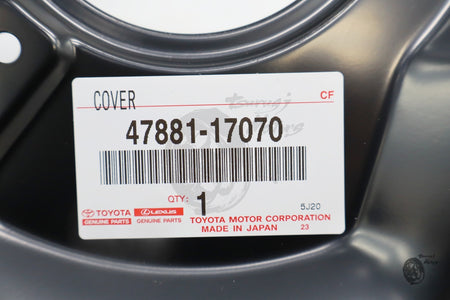 COVER
CF
tsurugi
47881-17070
QTY: 1
5J20
TOYOTA
GENUINE PARTS
LEXUS
GENUINE PARTS
TOYOTA MOTOR CORPORATION
MADE IN JAPAN
23